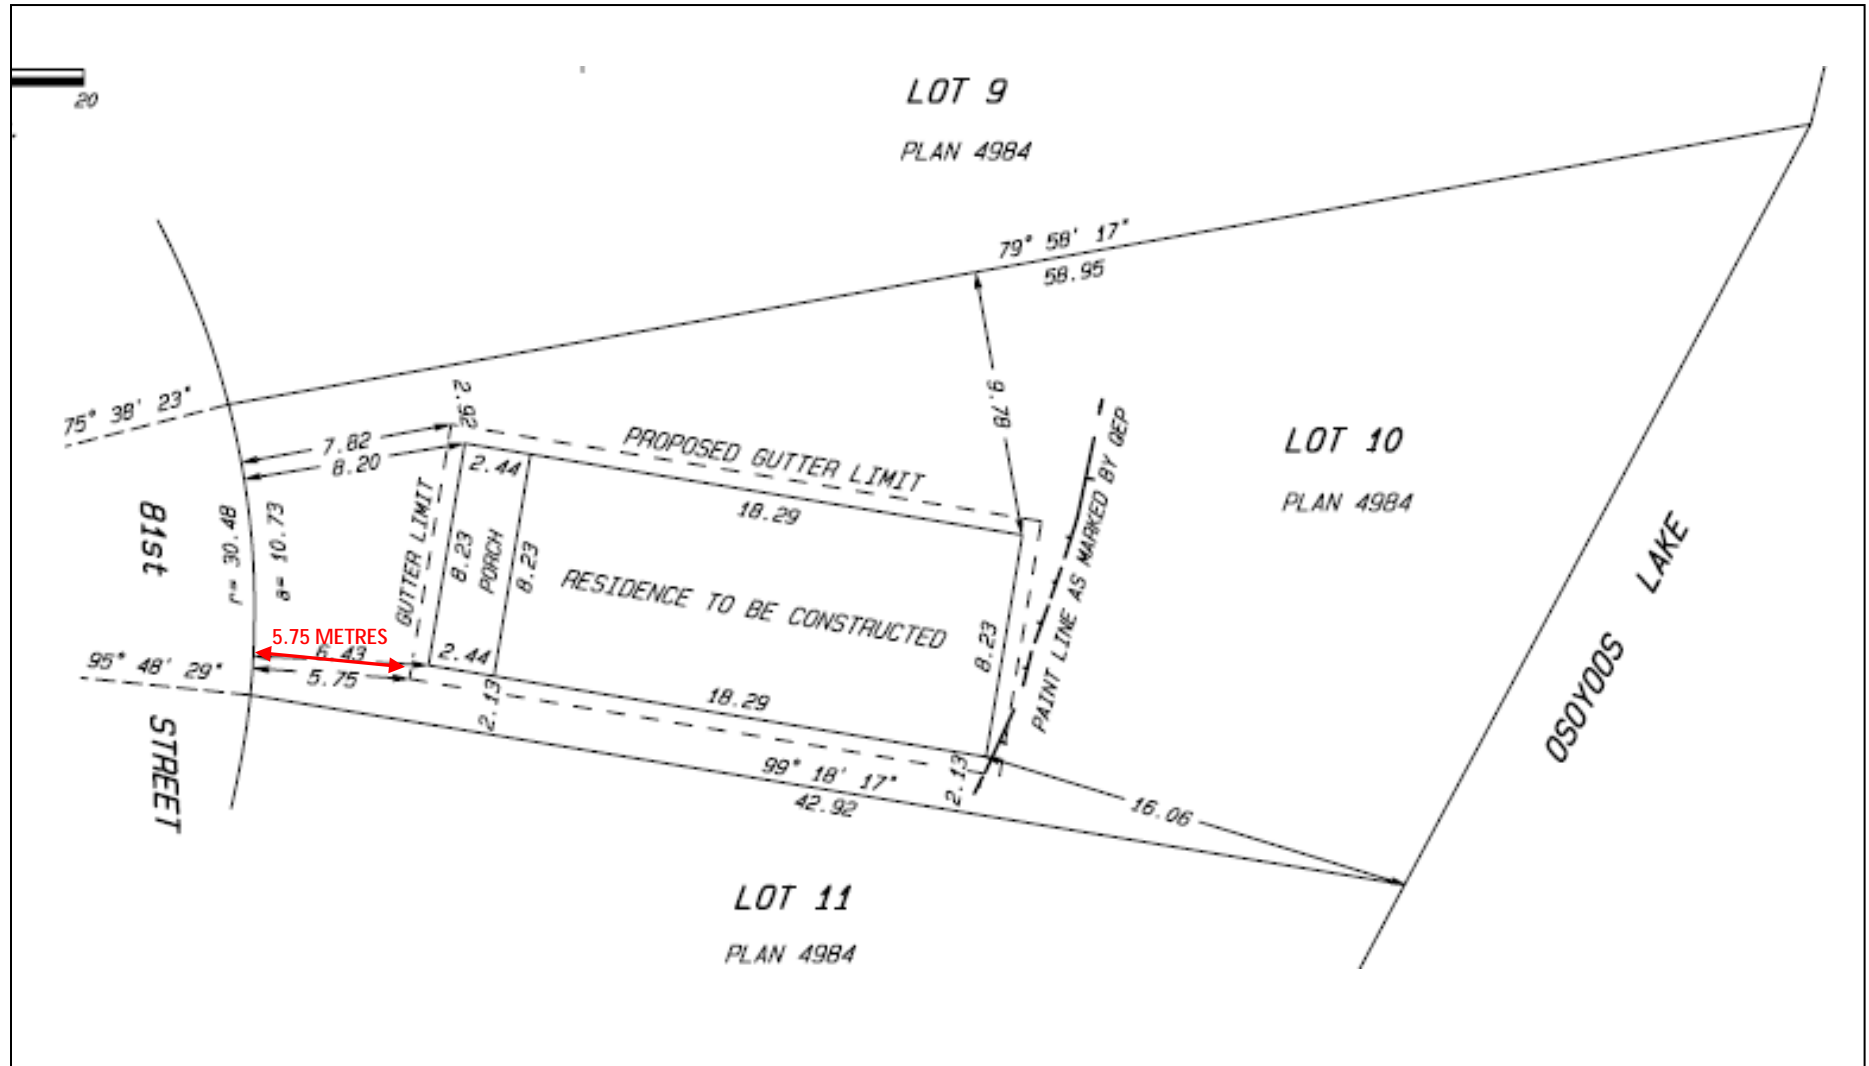 20
LOT 9
PLAN 4984
79° 58' 17"
58.95
75° 38' 23"
2.92
7.82
8.20
9.78
PROPOSED GUTTER LIMIT
2.44
18.29
LOT 10
PLAN 4984
PAINT LINE AS MARKED BY QEP
GUTTER LIMIT
8.23
PORCH
8.23
RESIDENCE TO BE CONSTRUCTED
8.23
81st
STREET
r= 30.48
a= 10.73
5.75 METRES
6.43
5.75
2.44
95° 48' 29"
2.13
18.29
99° 18' 17"
42.92
2.13
16.06
OSOYOOS LAKE
LOT 11
PLAN 4984